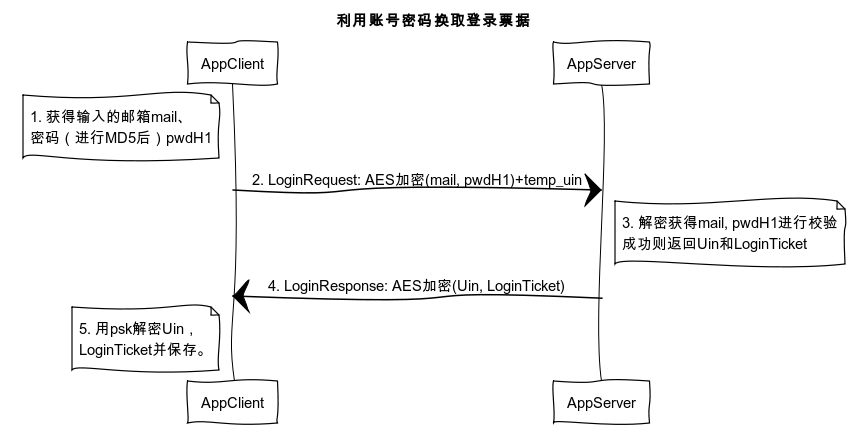 利用账号密码换取登录票据
AppClient
AppServer
1. 获得输入的邮箱mail、
密码（进行MD5后）pwdH1
2. LoginRequest: AES加密(mail, pwdH1)+temp_uin
3. 解密获得mail, pwdH1进行校验
成功则返回Uin和LoginTicket
4. LoginResponse: AES加密(Uin, LoginTicket)
5. 用psk解密Uin，
LoginTicket并保存。
AppClient
AppServer